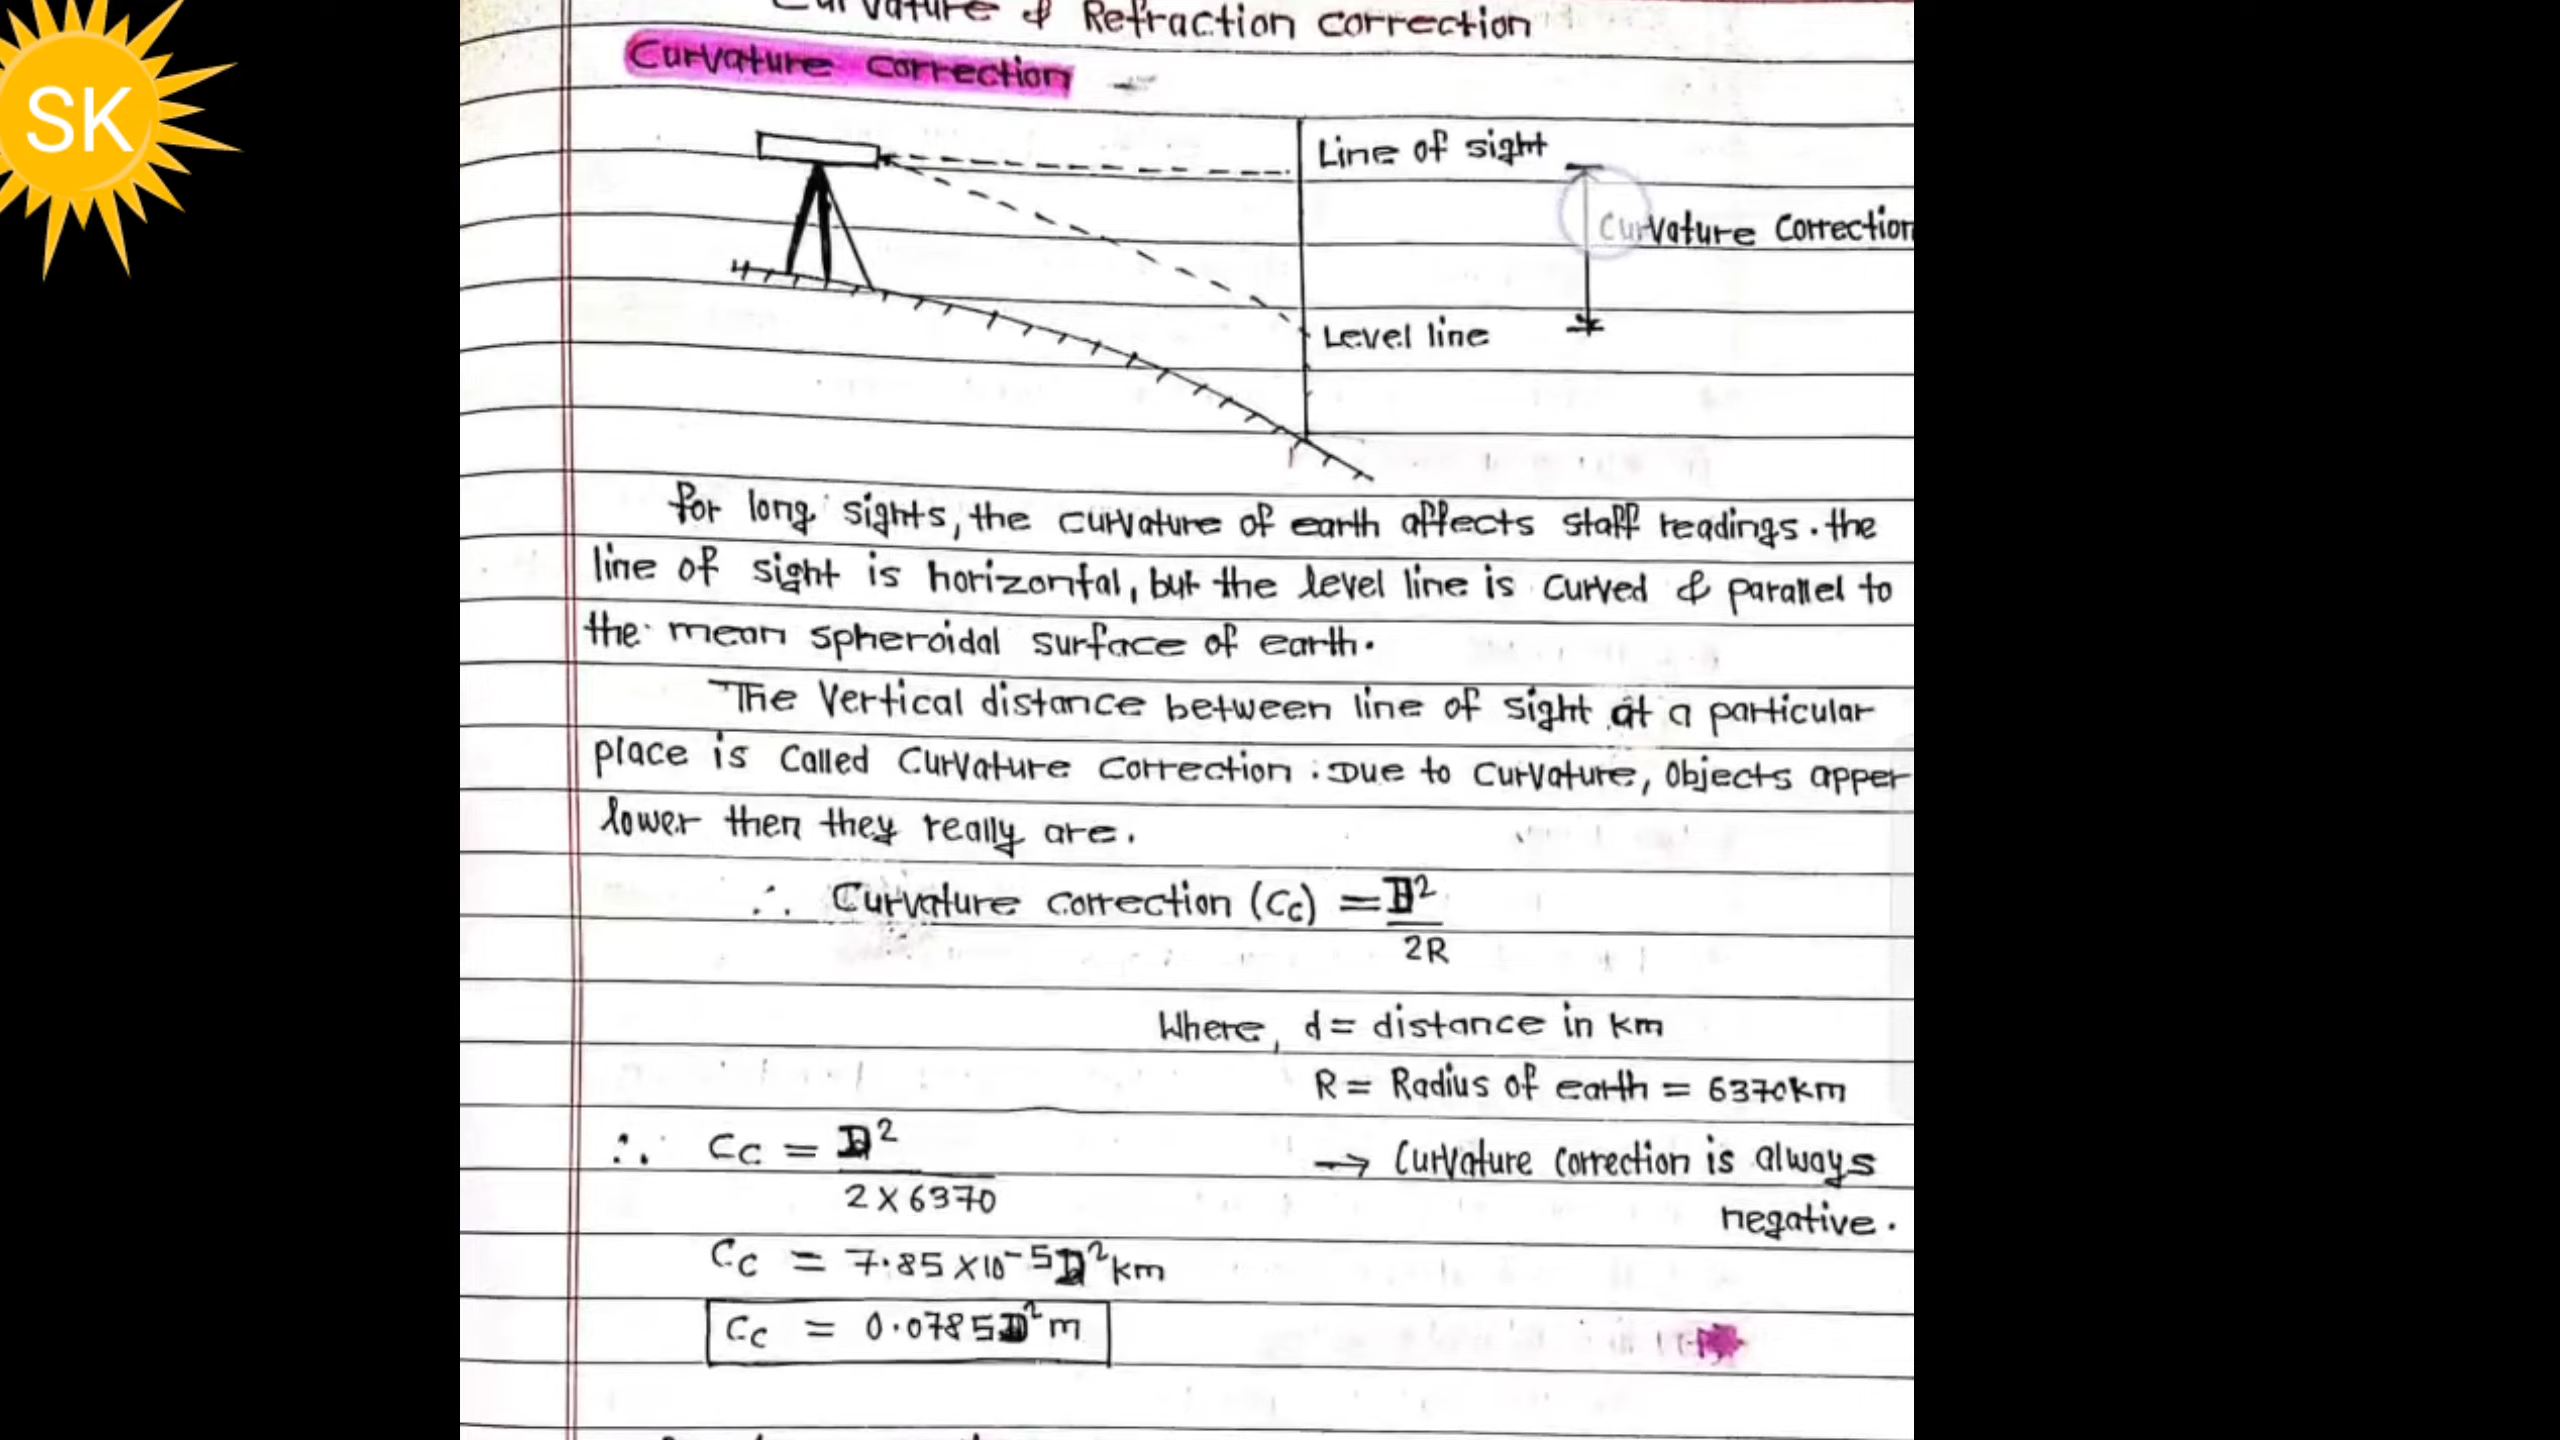 SK
Curvature & Refraction correction
Curvature correction -
Line of sight
Curvature Correction
Level line
for long sights, the curvature of earth affects staff readings. the
line of sight is horizontal, but the level line is curved & parallel to
the mean spheroidal surface of earth.
The Vertical distance between line of sight at a particular
place is Called Curvature correction : Due to curvature, objects apper
lower then they really are.
∴ Curvature correction (Cc) = D²
2R
Where, d = distance in km
R = Radius of earth = 6370km
∴ Cc = D²
2 X 6370
→ Curvature correction is always
negative.
Cc = 7.85 X10⁻⁵D²km
Cc = 0.0785D²m